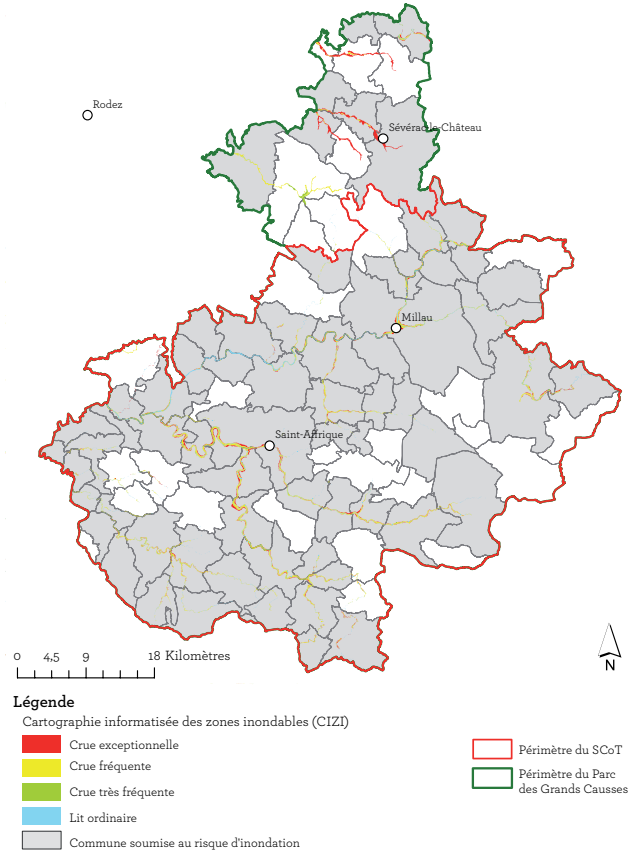 Rodez
Sévérac-le-Château
Millau
Saint-Affrique
0 4,5 9 18 Kilomètres
N
Légende
Cartographie informatisée des zones inondables (CIZI)
Crue exceptionnelle
Crue fréquente
Crue très fréquente
Lit ordinaire
Commune soumise au risque d'inondation
Périmètre du SCoT
Périmètre du Parc
des Grands Causses